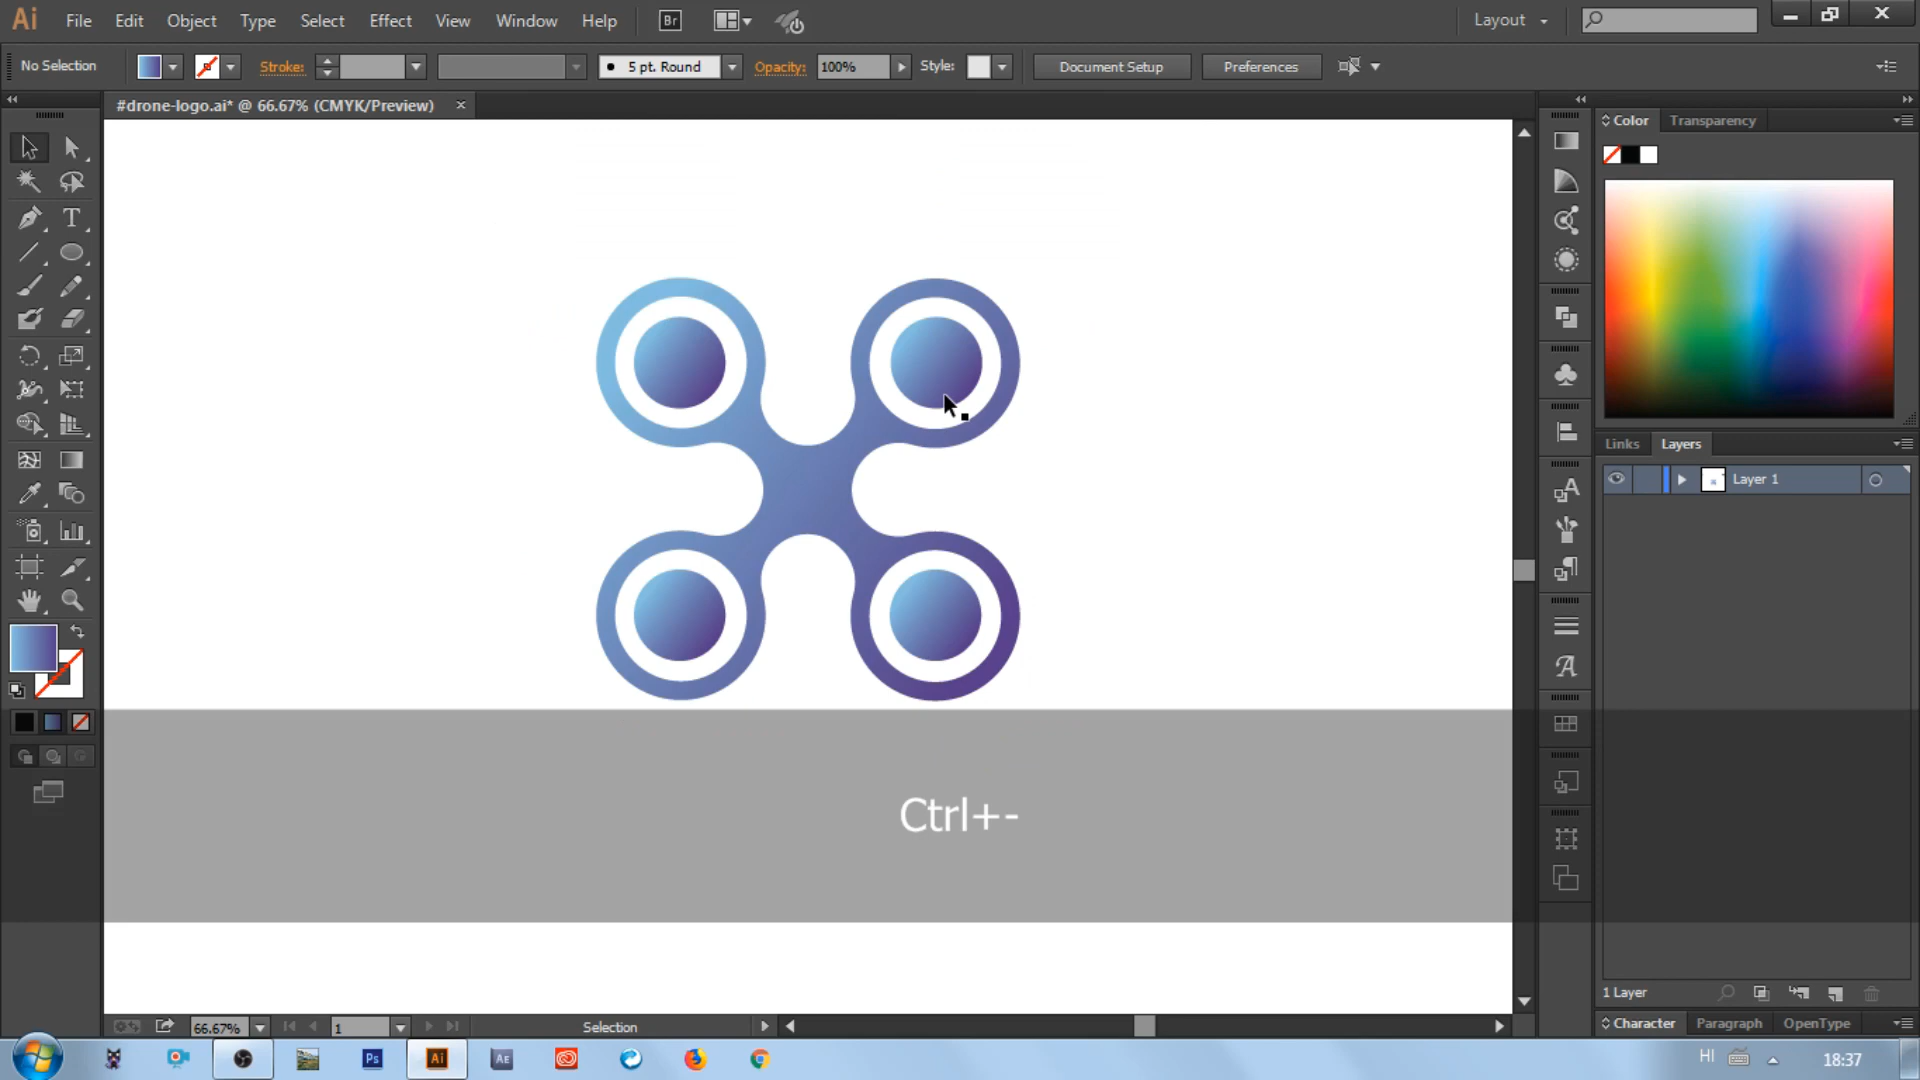 Ai File Edit Object Type Select Effect View Window Help Br Layout
No Selection Stroke: 5 pt. Round Opacity: 100% Style: Document Setup Preferences
#drone-logo.ai* @ 66.67% (CMYK/Preview)
Color Transparency
Links Layers
Layer 1
Ctrl+-
1 Layer
66.67% 1 Selection
Character Paragraph OpenType
Ps Ai AE HI 18:37